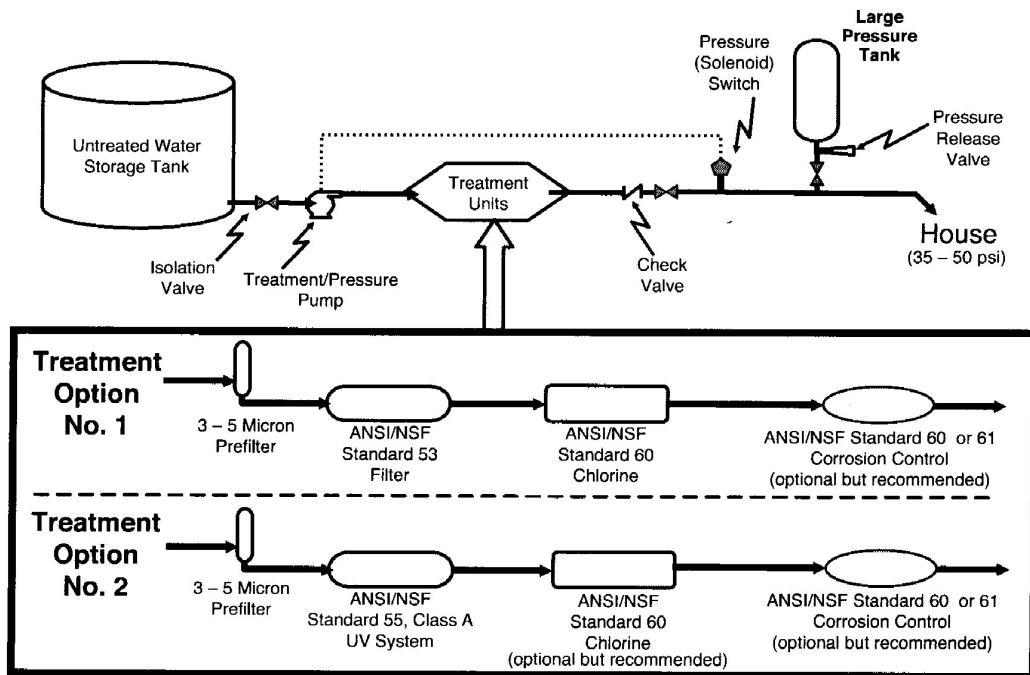 Large
Pressure
Tank
Pressure
(Solenoid)
Switch
Pressure
Release
Valve
Untreated Water
Storage Tank
Treatment
Units
House
(35 – 50 psi)
Isolation
Valve
Treatment/Pressure
Pump
Check
Valve
Treatment
Option
No. 1
3 – 5 Micron
Prefilter
ANSI/NSF
Standard 53
Filter
ANSI/NSF
Standard 60
Chlorine
ANSI/NSF Standard 60 or 61
Corrosion Control
(optional but recommended)
Treatment
Option
No. 2
3 – 5 Micron
Prefilter
ANSI/NSF
Standard 55, Class A
UV System
ANSI/NSF
Standard 60
Chlorine
(optional but recommended)
ANSI/NSF Standard 60 or 61
Corrosion Control
(optional but recommended)